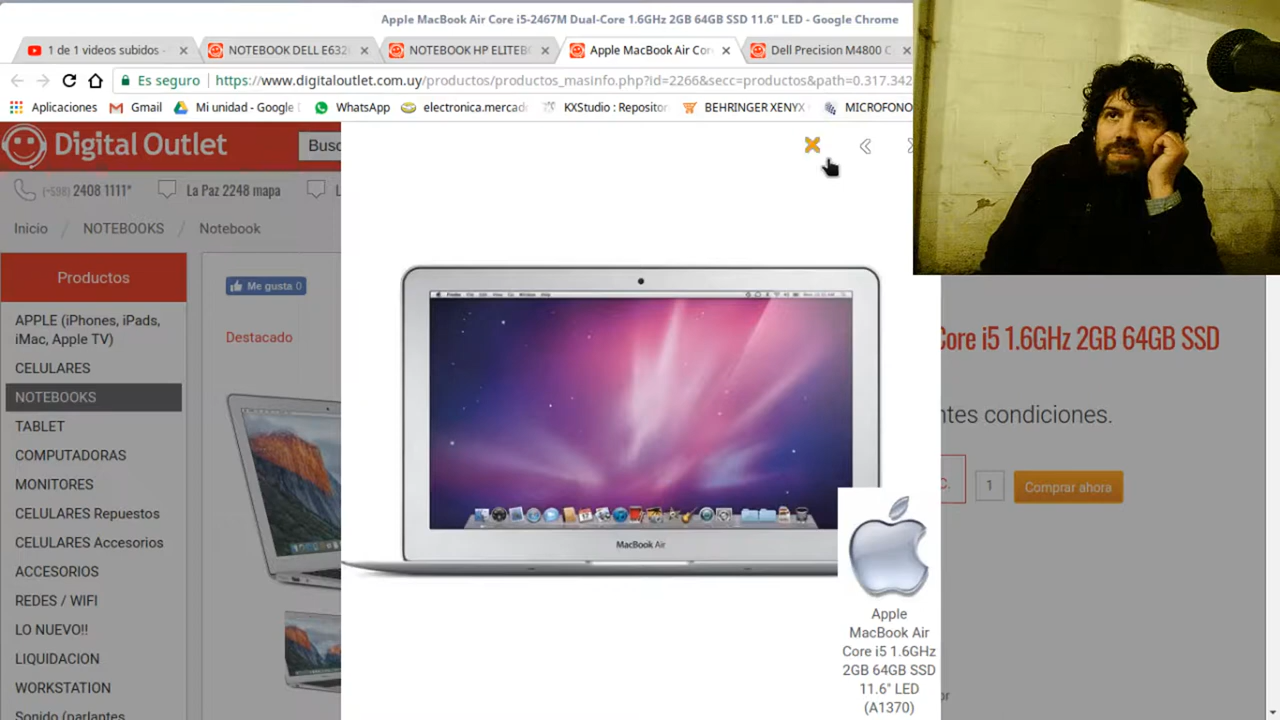 Apple MacBook Air Core i5-2467M Dual-Core 1.6GHz 2GB 64GB SSD 11.6" LED - Google Chrome
1 de 1 videos subidos -
NOTEBOOK DELL E632
NOTEBOOK HP ELITEB
Apple MacBook Air Cor
Dell Precision M4800 C
Es seguro
https://www.digitaloutlet.com.uy/productos/productos_masinfo.php?id=2266&secc=productos&path=0.317.342
Aplicaciones
Gmail
Mi unidad - Google
WhatsApp
electronica.mercad
KXStudio : Repositor
BEHRINGER XENYX
MICROFONO
Digital Outlet
Busc
(+598) 2408 1111*
La Paz 2248 mapa
L
Inicio / NOTEBOOKS / Notebook
Productos
Me gusta 0
APPLE (iPhones, iPads,
iMac, Apple TV)
Destacado
Core i5 1.6GHz 2GB 64GB SSD
CELULARES
NOTEBOOKS
ntes condiciones.
TABLET
COMPUTADORAS
MONITORES
C.
1
Comprar ahora
CELULARES Repuestos
CELULARES Accesorios
MacBook Air
ACCESORIOS
REDES / WIFI
LO NUEVO!!
LIQUIDACION
WORKSTATION
Sonido (parlantes
Apple
MacBook Air
Core i5 1.6GHz
2GB 64GB SSD
11.6" LED
(A1370)
or